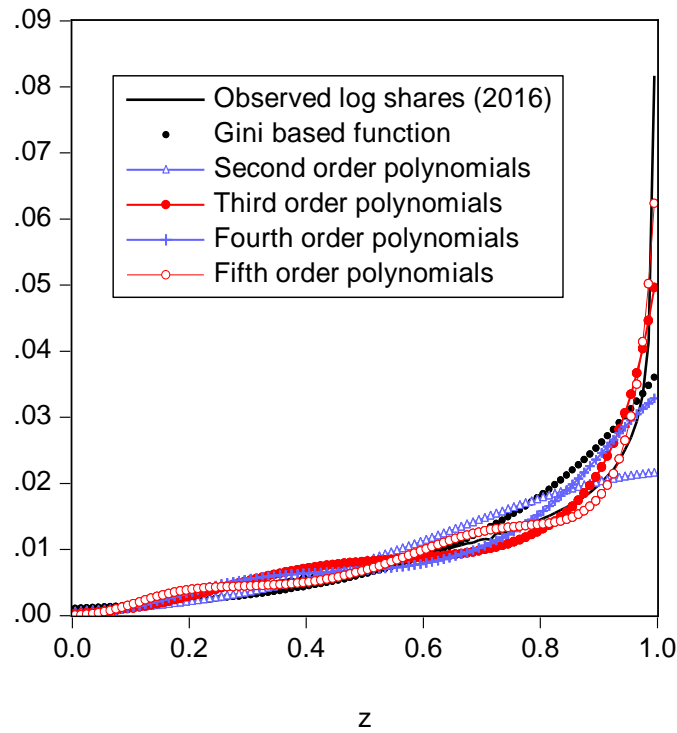 .09
.08
.07
.06
.05
.04
.03
.02
.01
.00
Observed log shares (2016)
Gini based function
Second order polynomials
Third order polynomials
Fourth order polynomials
Fifth order polynomials
0.0 0.2 0.4 0.6 0.8 1.0
z